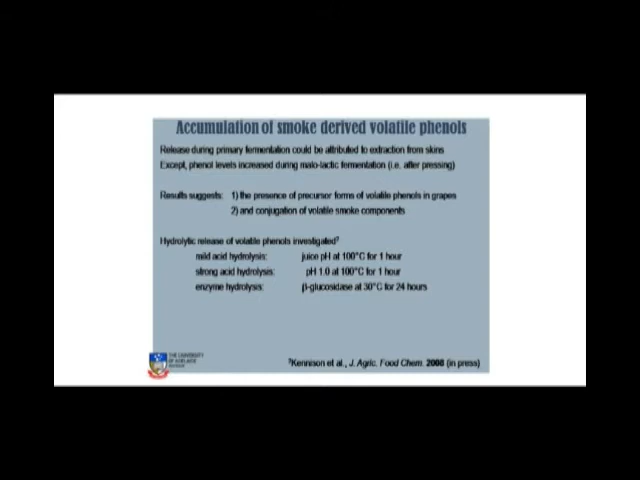 Accumulation of smoke derived volatile phenols
Release during primary fermentation could be attributed to extraction from skins
Except, phenol levels increased during malo-lactic fermentation (i.e. after pressing)
Results suggests: 1) the presence of precursor forms of volatile phenols in grapes
2) and conjugation of volatile smoke components
Hydrolytic release of volatile phenols investigated
mild acid hydrolysis: juice pH at 100°C for 1 hour
strong acid hydrolysis: pH 1.0 at 100°C for 1 hour
enzyme hydrolysis: β-glucosidase at 30°C for 24 hours
THE UNIVERSITY
OF ADELAIDE
Kennison et al., J. Agric. Food Chem. 2008 (in press)